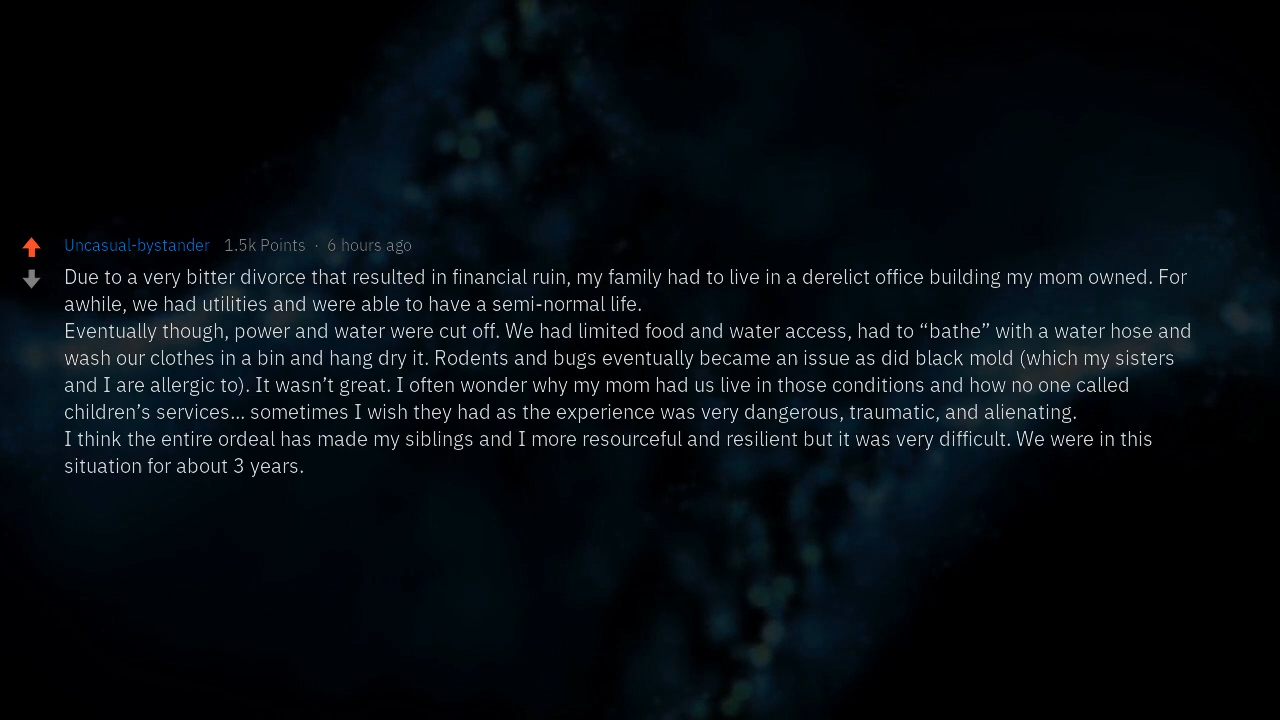 Uncasual-bystander 1.5k Points · 6 hours ago
Due to a very bitter divorce that resulted in financial ruin, my family had to live in a derelict office building my mom owned. For
awhile, we had utilities and were able to have a semi-normal life.
Eventually though, power and water were cut off. We had limited food and water access, had to “bathe” with a water hose and
wash our clothes in a bin and hang dry it. Rodents and bugs eventually became an issue as did black mold (which my sisters
and I are allergic to). It wasn’t great. I often wonder why my mom had us live in those conditions and how no one called
children’s services... sometimes I wish they had as the experience was very dangerous, traumatic, and alienating.
I think the entire ordeal has made my siblings and I more resourceful and resilient but it was very difficult. We were in this
situation for about 3 years.